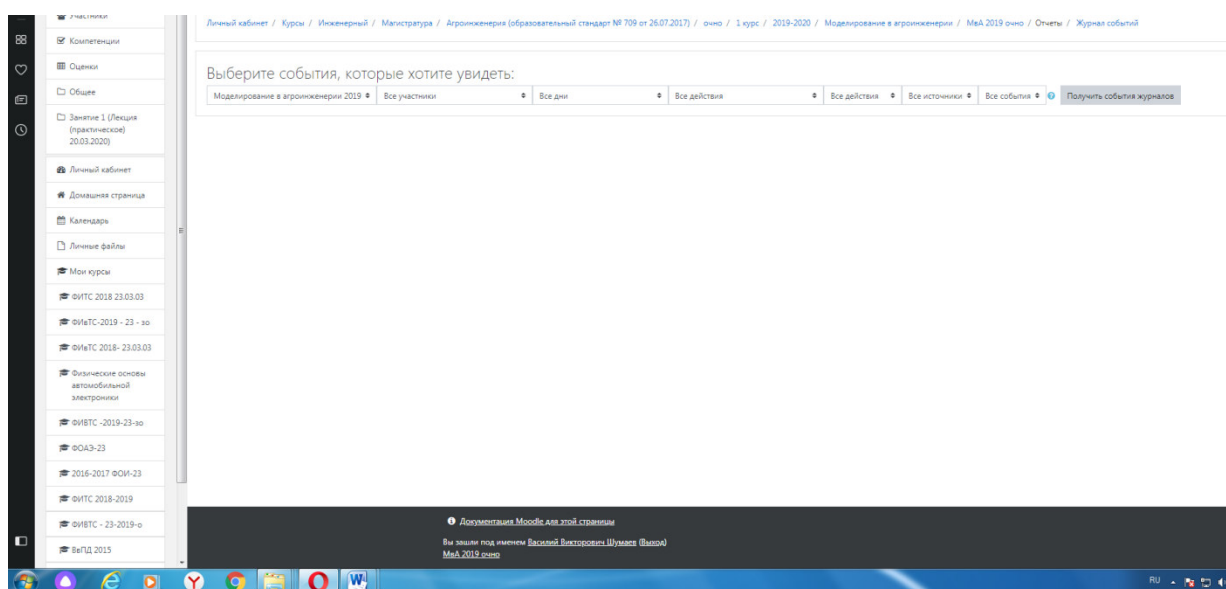 Участники
Личный кабинет / Курсы / Инженерный / Магистратура / Агроинженерия (образовательный стандарт № 709 от 26.07.2017) / очно / 1 курс / 2019-2020 / Моделирование в агроинженерии / МвА 2019 очно / Отчеты / Журнал событий
Компетенции
Оценки
Общее
Занятие 1 (Лекция
(практическое)
20.03.2020)
Личный кабинет
Домашняя страница
Календарь
Личные файлы
Мои курсы
ФИТС 2018 23.03.03
ФИвТС-2019 - 23 - зо
ФИвТС 2018- 23.03.03
Физические основы
автомобильной
электроники
ФИВТС -2019-23-зо
ФОАЭ-23
2016-2017 ФОИ-23
ФИТС 2018-2019
ФИВТС - 23-2019-о
ВвПД 2015
Выберите события, которые хотите увидеть:
Моделирование в агроинженерии 2019 Все участники Все дни Все действия Все действия Все источники Все события Получить события журналов
Документация Moodle для этой страницы
Вы зашли под именем Василий Викторович Шумаев (Выход)
МвА 2019 очно
RU